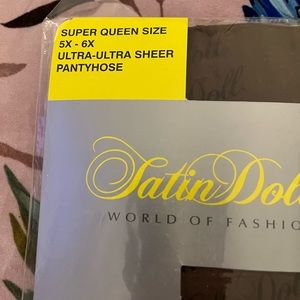 SUPER QUEEN SIZE
5X - 6X
ULTRA-ULTRA SHEER
PANTYHOSE
Satin Doll
WORLD OF FASHIO